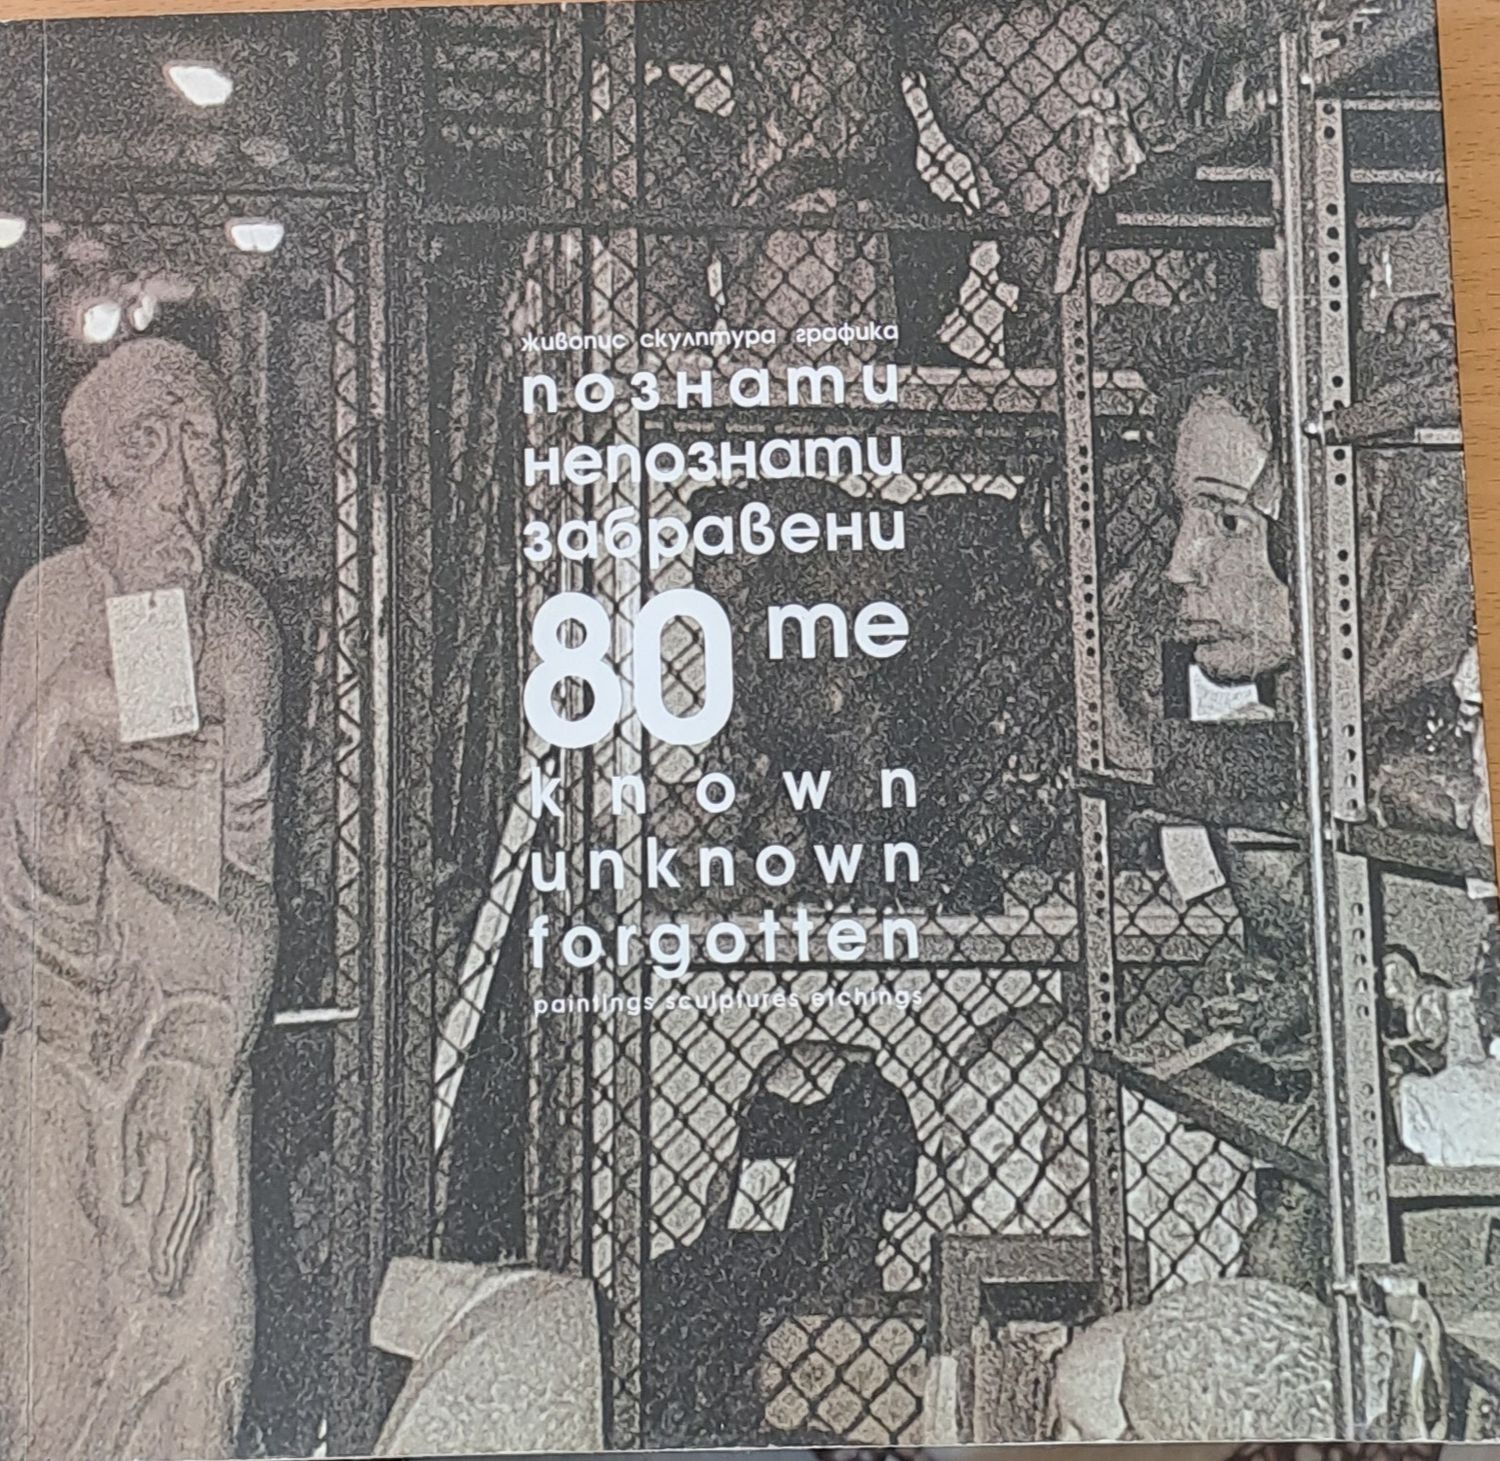 живопис скулптура графика
познати
непознати
забравени
80 те
known
unknown
forgotten
paintings sculptures etchings